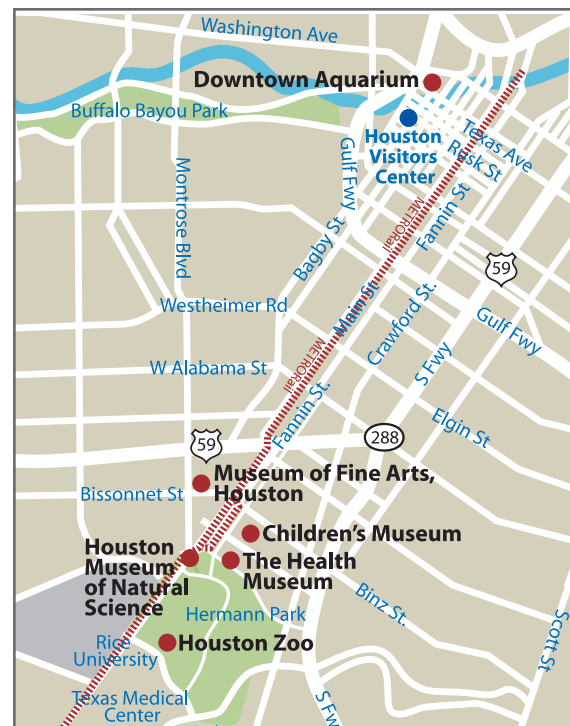 Washington Ave
Downtown Aquarium
Buffalo Bayou Park
Houston
Visitors
Center
Texas Ave
Rusk St
Gulf Fwy
Montrose Blvd
METRORail
Fannin St
Bagby St
59
Westheimer Rd
Main St
Crawford St.
Gulf Fwy
W Alabama St
METRORail
S Fwy
Fannin St.
Elgin St
59
288
Museum of Fine Arts,
Houston
Bissonnet St
Children's Museum
Houston
Museum
of Natural
Science
The Health
Museum
Binz St.
Hermann Park
Rice
University
Houston Zoo
Scott St
Texas Medical
Center
S Fw